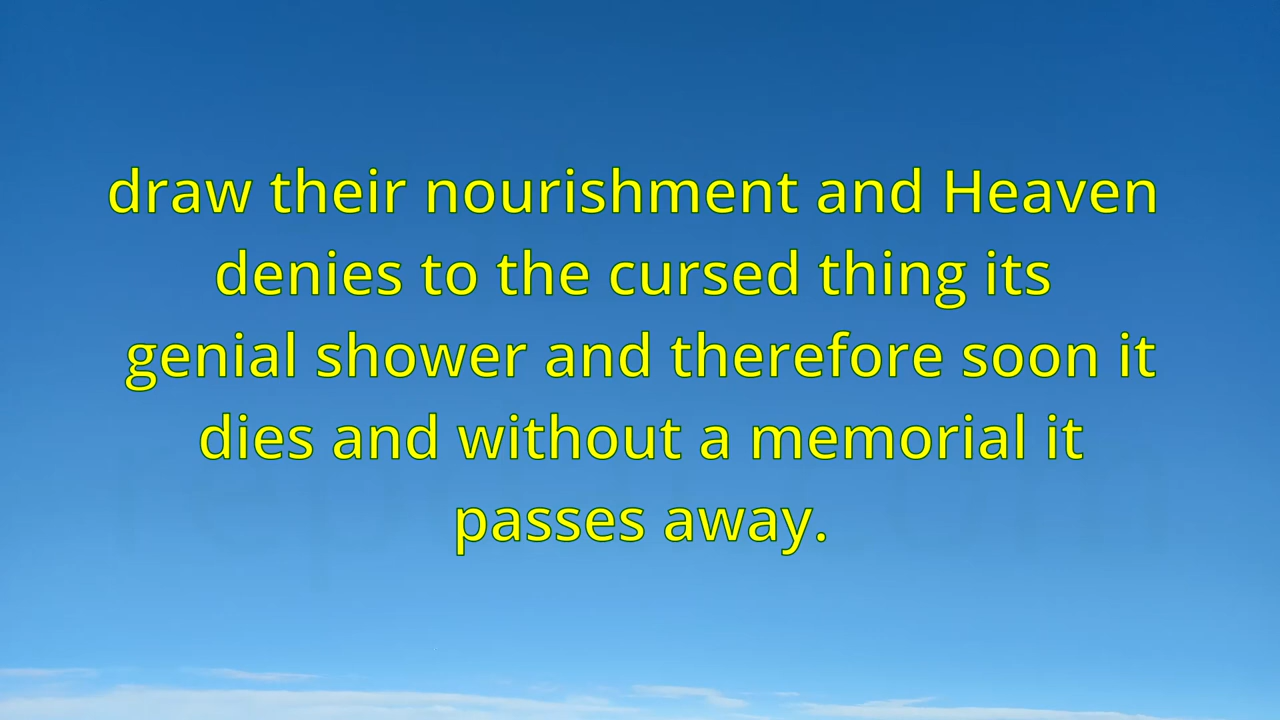 draw their nourishment and Heaven
denies to the cursed thing its
genial shower and therefore soon it
dies and without a memorial it
passes away.